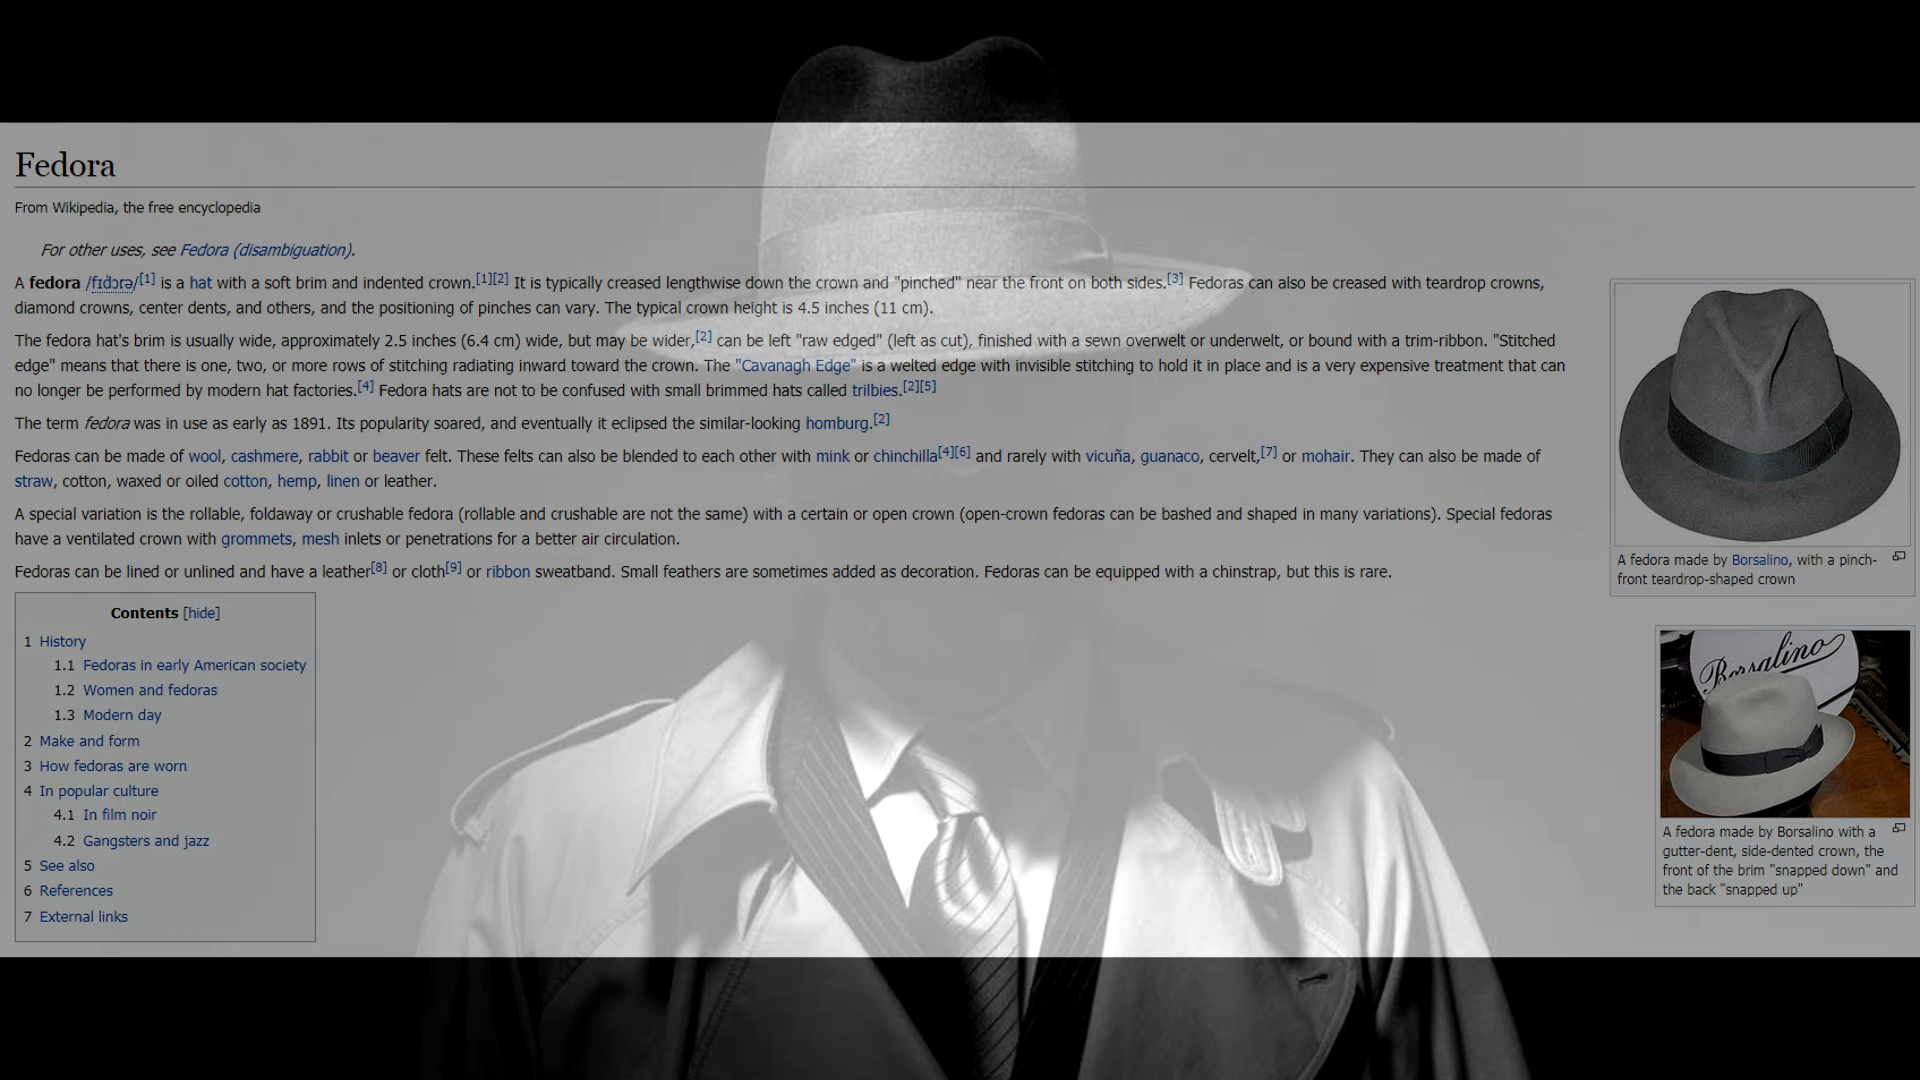 Fedora
From Wikipedia, the free encyclopedia
For other uses, see Fedora (disambiguation).
A fedora /fɪˈdɔrə/[1] is a hat with a soft brim and indented crown.[1][2] It is typically creased lengthwise down the crown and "pinched" near the front on both sides.[3] Fedoras can also be creased with teardrop crowns,
diamond crowns, center dents, and others, and the positioning of pinches can vary. The typical crown height is 4.5 inches (11 cm).
The fedora hat's brim is usually wide, approximately 2.5 inches (6.4 cm) wide, but may be wider,[2] can be left "raw edged" (left as cut), finished with a sewn overwelt or underwelt, or bound with a trim-ribbon. "Stitched
edge" means that there is one, two, or more rows of stitching radiating inward toward the crown. The "Cavanagh Edge" is a welted edge with invisible stitching to hold it in place and is a very expensive treatment that can
no longer be performed by modern hat factories.[4] Fedora hats are not to be confused with small brimmed hats called trilbies.[2][5]
The term fedora was in use as early as 1891. Its popularity soared, and eventually it eclipsed the similar-looking homburg.[2]
Fedoras can be made of wool, cashmere, rabbit or beaver felt. These felts can also be blended to each other with mink or chinchilla[4][6] and rarely with vicuña, guanaco, cervelt,[7] or mohair. They can also be made of
straw, cotton, waxed or oiled cotton, hemp, linen or leather.
A special variation is the rollable, foldaway or crushable fedora (rollable and crushable are not the same) with a certain or open crown (open-crown fedoras can be bashed and shaped in many variations). Special fedoras
have a ventilated crown with grommets, mesh inlets or penetrations for a better air circulation.
Fedoras can be lined or unlined and have a leather[8] or cloth[9] or ribbon sweatband. Small feathers are sometimes added as decoration. Fedoras can be equipped with a chinstrap, but this is rare.
Contents [hide]
1 History
1.1 Fedoras in early American society
1.2 Women and fedoras
1.3 Modern day
2 Make and form
3 How fedoras are worn
4 In popular culture
4.1 In film noir
4.2 Gangsters and jazz
5 See also
6 References
7 External links
A fedora made by Borsalino, with a pinch-
front teardrop-shaped crown
Borsalino
A fedora made by Borsalino with a
gutter-dent, side-dented crown, the
front of the brim "snapped down" and
the back "snapped up"